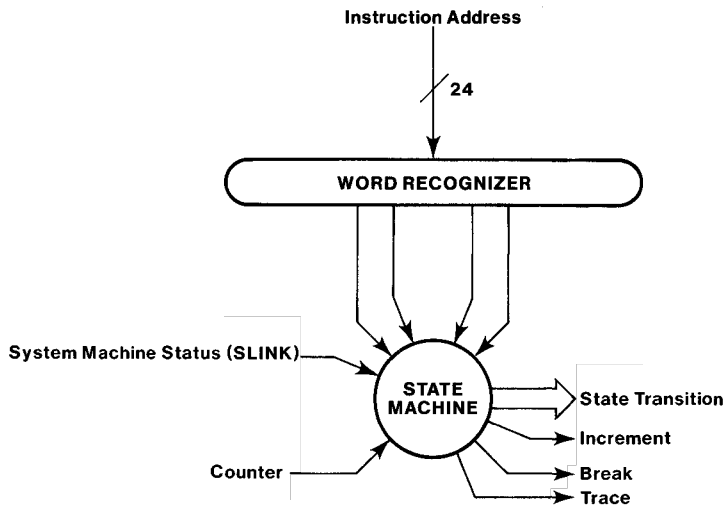 Instruction Address
24
WORD RECOGNIZER
System Machine Status (SLINK)
STATE
MACHINE
State Transition
Increment
Counter
Break
Trace